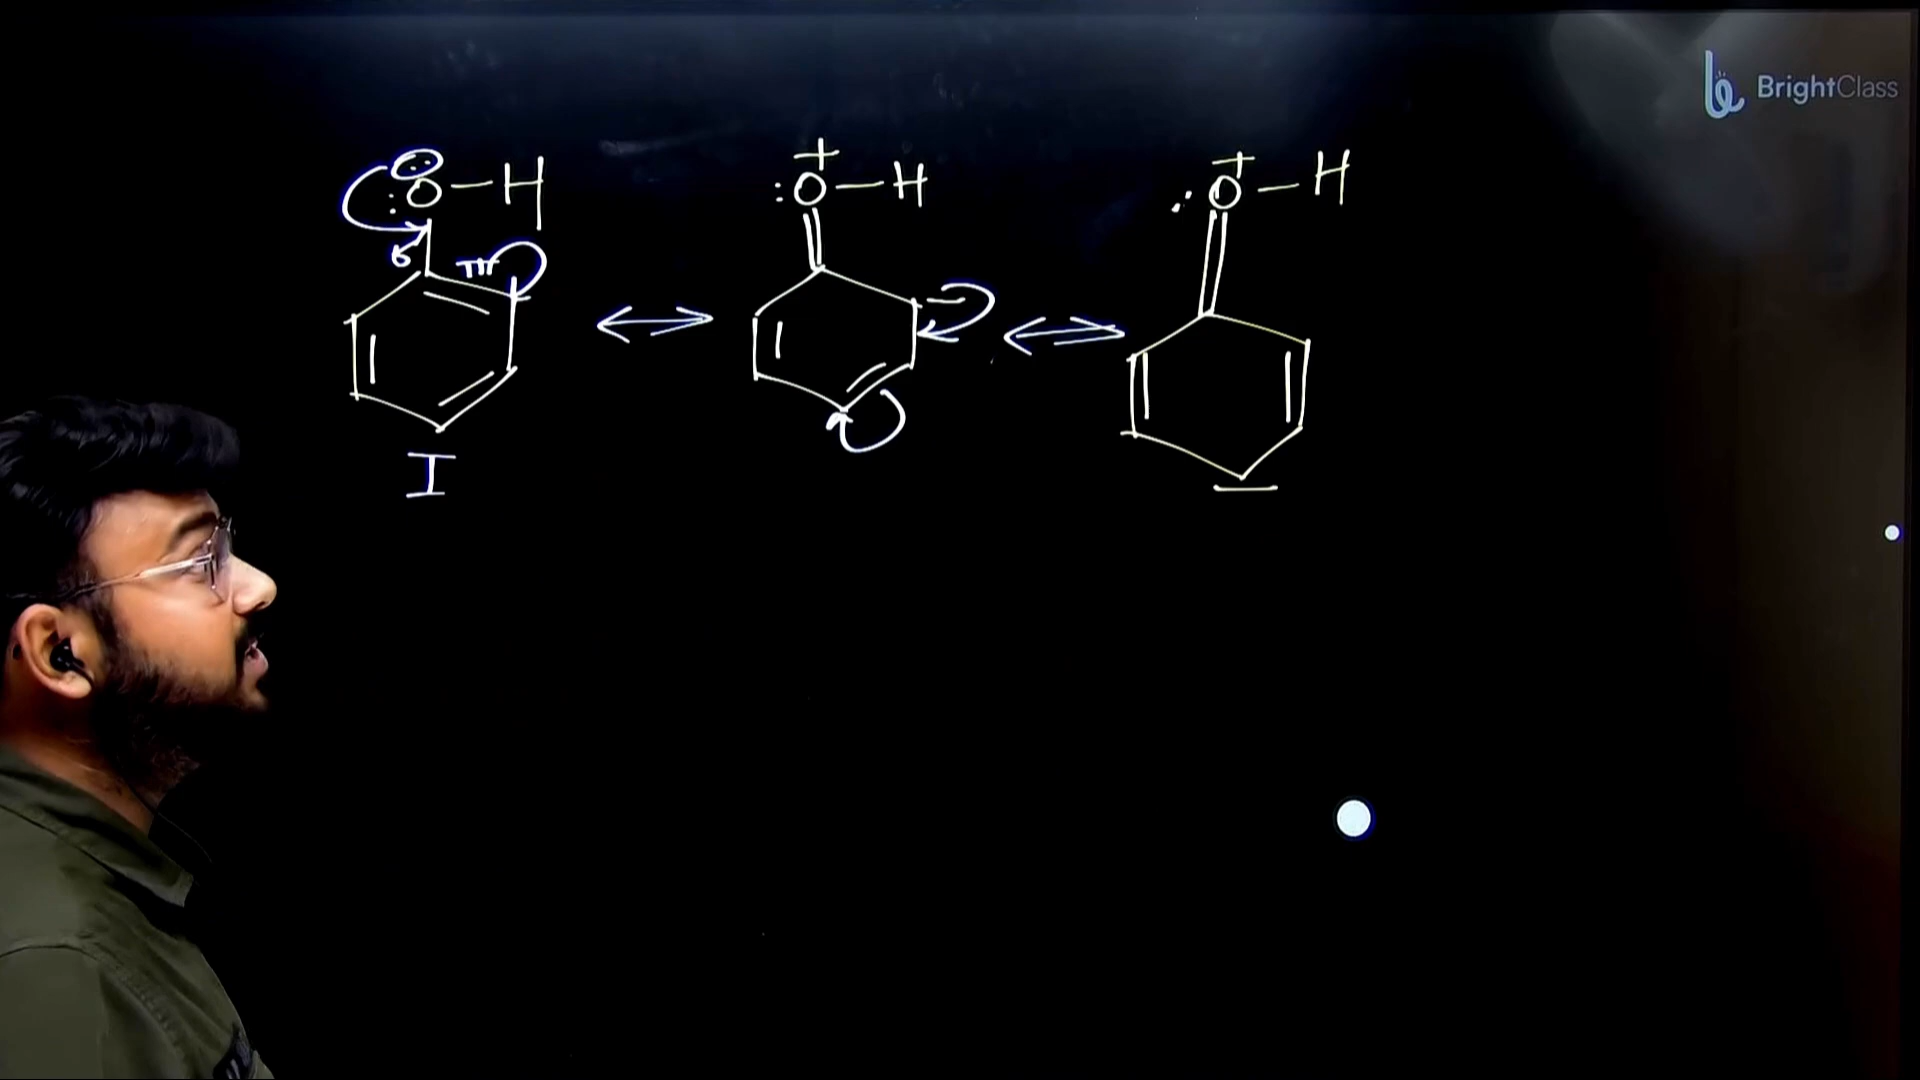 BrightClass
:Ö–H
σ
π
I
+
:O–H
–
+
:O–H
–